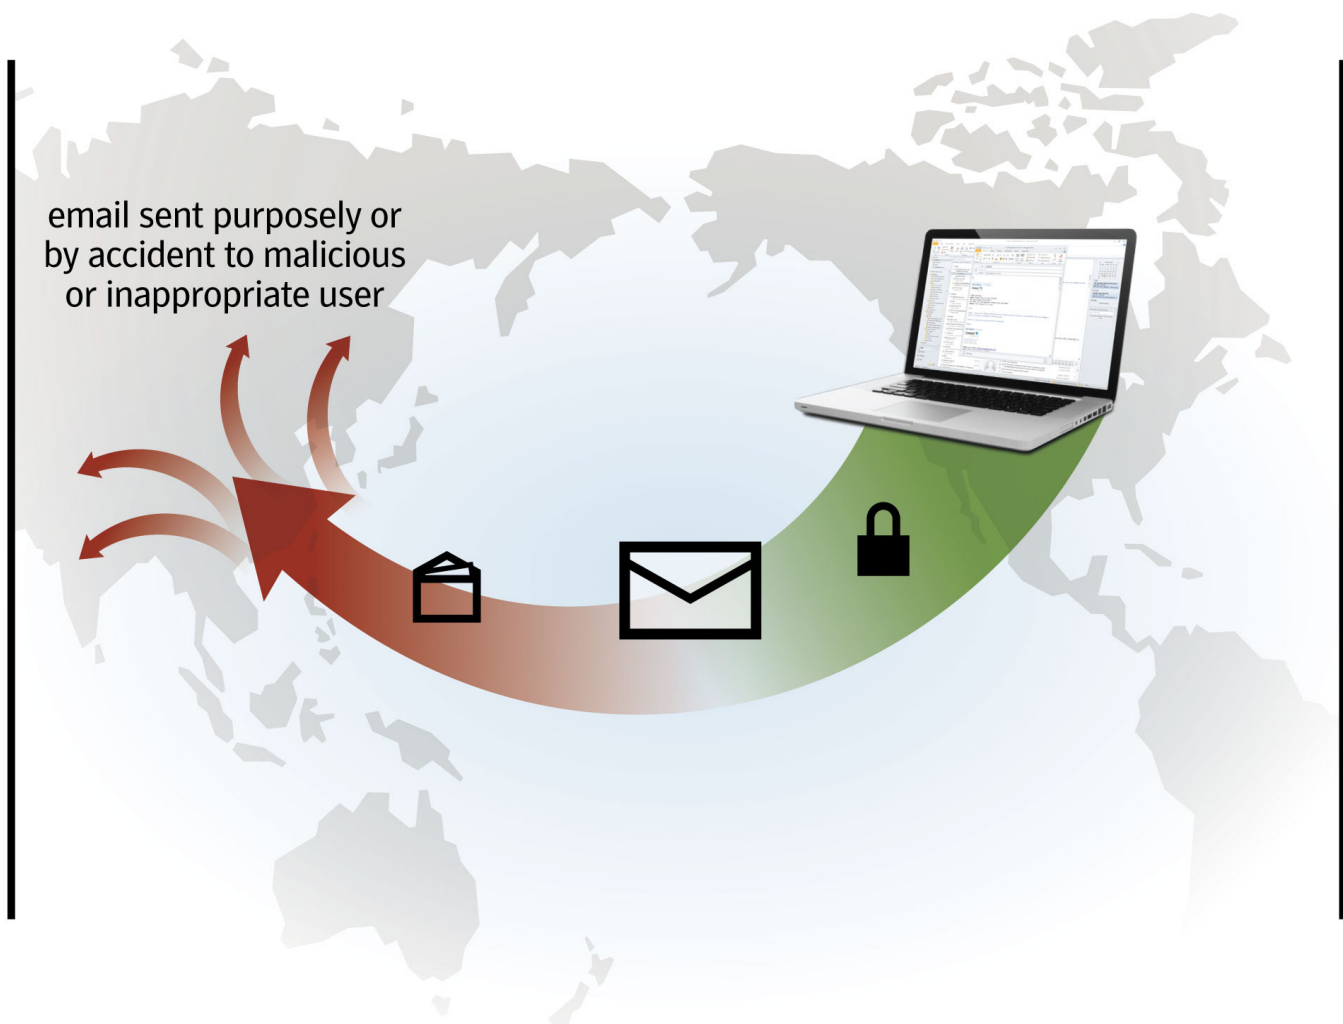 email sent purposely or
by accident to malicious
or inappropriate user